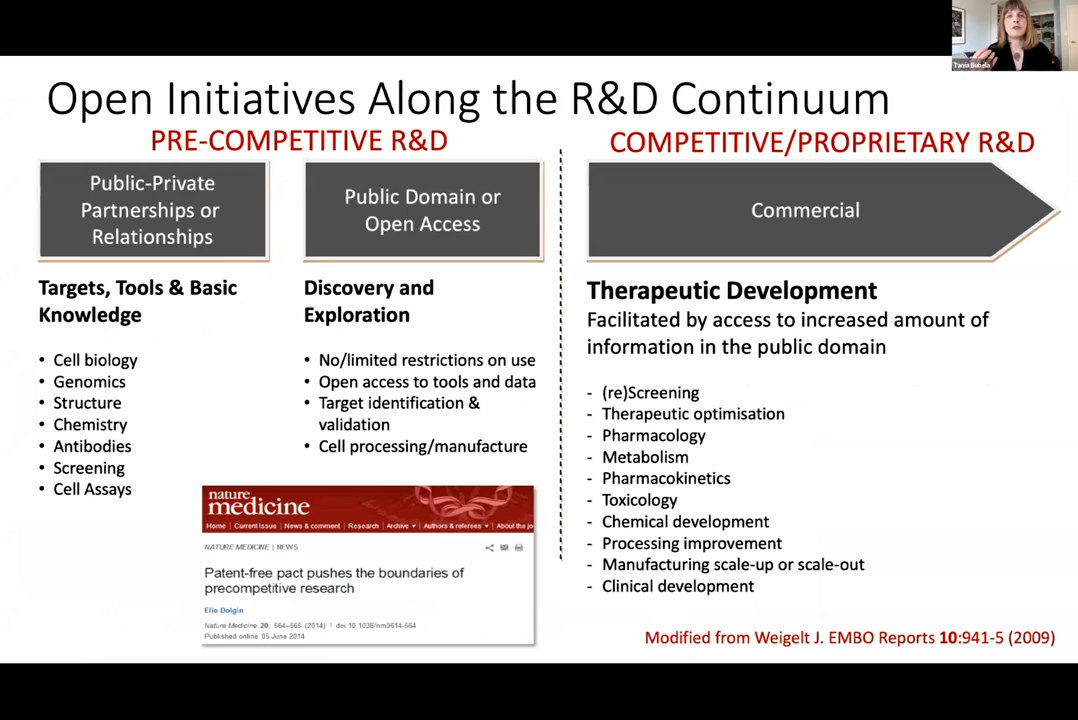 Tania Bubela
Open Initiatives Along the R&D Continuum
PRE-COMPETITIVE R&D
COMPETITIVE/PROPRIETARY R&D
Public-Private
Partnerships or
Relationships
Public Domain or
Open Access
Commercial
Targets, Tools & Basic
Knowledge
• Cell biology
• Genomics
• Structure
• Chemistry
• Antibodies
• Screening
• Cell Assays
Discovery and
Exploration
• No/limited restrictions on use
• Open access to tools and data
• Target identification &
validation
• Cell processing/manufacture
Therapeutic Development
Facilitated by access to increased amount of
information in the public domain
- (re)Screening
- Therapeutic optimisation
- Pharmacology
- Metabolism
- Pharmacokinetics
- Toxicology
- Chemical development
- Processing improvement
- Manufacturing scale-up or scale-out
- Clinical development
nature
medicine
Home | Current issue | News & comment | Research | Archive ▾ | Authors & referees ▾ | About the jo
NATURE MEDICINE | NEWS
Patent-free pact pushes the boundaries of
precompetitive research
Elie Dolgin
Nature Medicine 20, 564–565 (2014) | doi:10.1038/nm0614-564
Published online 05 June 2014
Modified from Weigelt J. EMBO Reports 10:941-5 (2009)